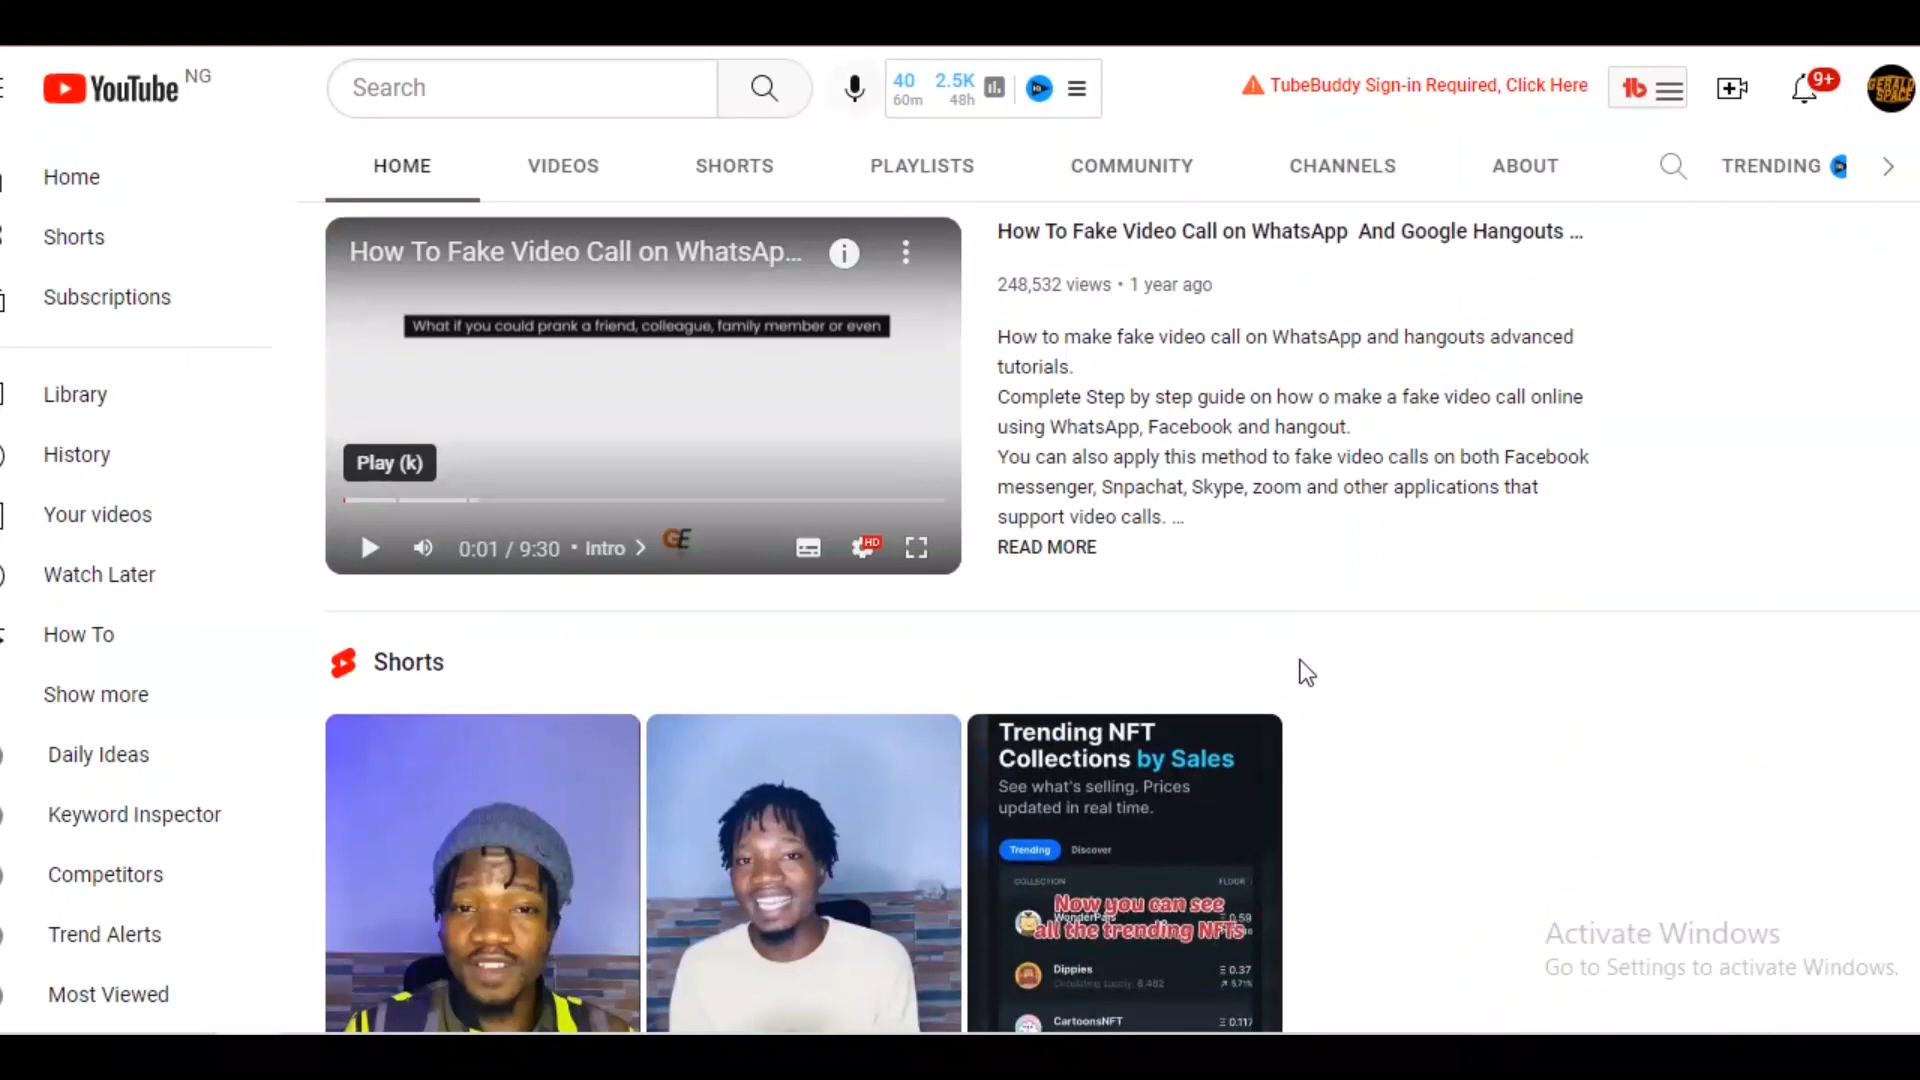 YouTube NG
Search
40 2.5K
60m 48h
TubeBuddy Sign-in Required, Click Here
9+
GERALD
SPACE
HOME VIDEOS SHORTS PLAYLISTS COMMUNITY CHANNELS ABOUT TRENDING
Home
Shorts
Subscriptions
Library
History
Your videos
Watch Later
How To
Show more
Daily Ideas
Keyword Inspector
Competitors
Trend Alerts
Most Viewed
How To Fake Video Call on WhatsAp...
What if you could prank a friend, colleague, family member or even
Play (k)
0:01 / 9:30 • Intro
GE
HD
How To Fake Video Call on WhatsApp And Google Hangouts ...
248,532 views • 1 year ago
How to make fake video call on WhatsApp and hangouts advanced
tutorials.
Complete Step by step guide on how o make a fake video call online
using WhatsApp, Facebook and hangout.
You can also apply this method to fake video calls on both Facebook
messenger, Snpachat, Skype, zoom and other applications that
support video calls. ...
READ MORE
Shorts
Trending NFT
Collections by Sales
See what's selling. Prices
updated in real time.
Trending Discover
COLLECTION FLOOR
Now you can see
all the trending NFTs
WonderPals 0.59
Dippies 0.37
Circulating supply: 8,482 5.71%
CartoonsNFT 0.117
Activate Windows
Go to Settings to activate Windows.